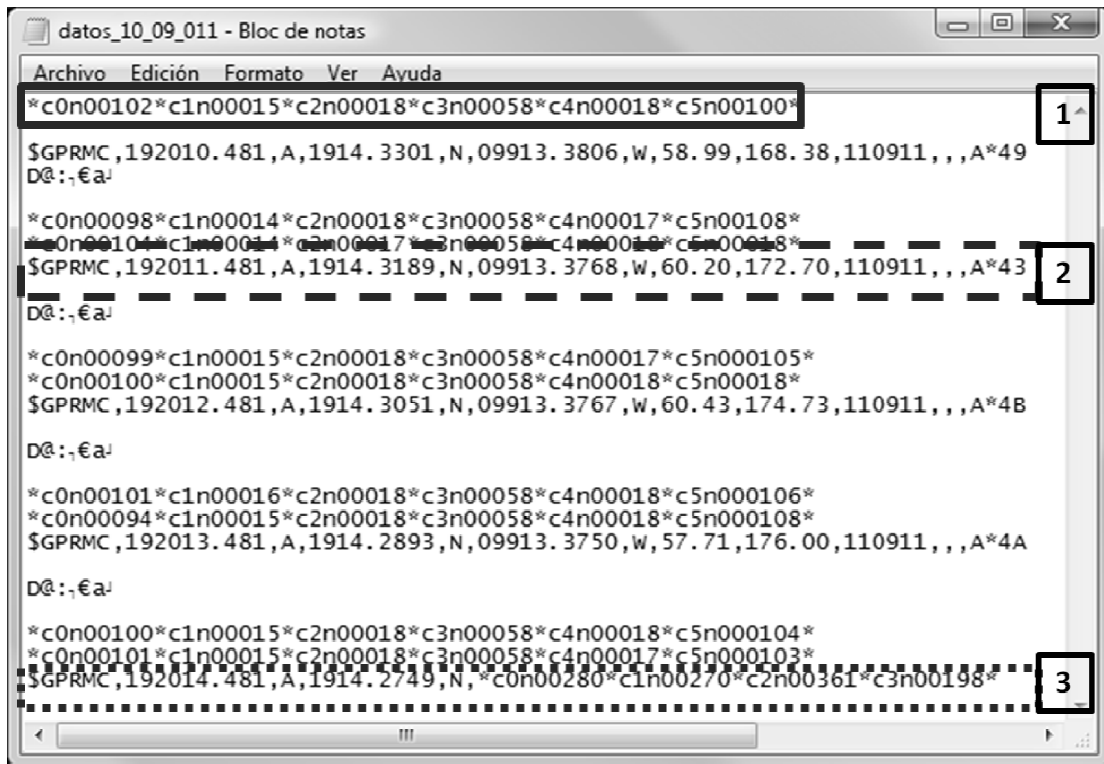 datos_10_09_011 - Bloc de notas
Archivo Edición Formato Ver Ayuda
*c0n00102*c1n00015*c2n00018*c3n00058*c4n00018*c5n00100*
1
$GPRMC,192010.481,A,1914.3301,N,09913.3806,W,58.99,168.38,110911,,,A*49
D@:┐€a┘
*c0n00098*c1n00014*c2n00018*c3n00058*c4n00017*c5n00108*
*c0n00104*c1n00014*c2n00017*c3n00058*c4n00018*c5n00018*
$GPRMC,192011.481,A,1914.3189,N,09913.3768,W,60.20,172.70,110911,,,A*43
2
D@:┐€a┘
*c0n00099*c1n00015*c2n00018*c3n00058*c4n00017*c5n000105*
*c0n00100*c1n00015*c2n00018*c3n00058*c4n00018*c5n00018*
$GPRMC,192012.481,A,1914.3051,N,09913.3767,W,60.43,174.73,110911,,,A*4B
D@:┐€a┘
*c0n00101*c1n00016*c2n00018*c3n00058*c4n00018*c5n000106*
*c0n00094*c1n00015*c2n00018*c3n00058*c4n00018*c5n000108*
$GPRMC,192013.481,A,1914.2893,N,09913.3750,W,57.71,176.00,110911,,,A*4A
D@:┐€a┘
*c0n00100*c1n00015*c2n00018*c3n00058*c4n00018*c5n000104*
*c0n00101*c1n00015*c2n00018*c3n00058*c4n00017*c5n000103*
$GPRMC,192014.481,A,1914.2749,N,*c0n00280*c1n00270*c2n00361*c3n00198*
3